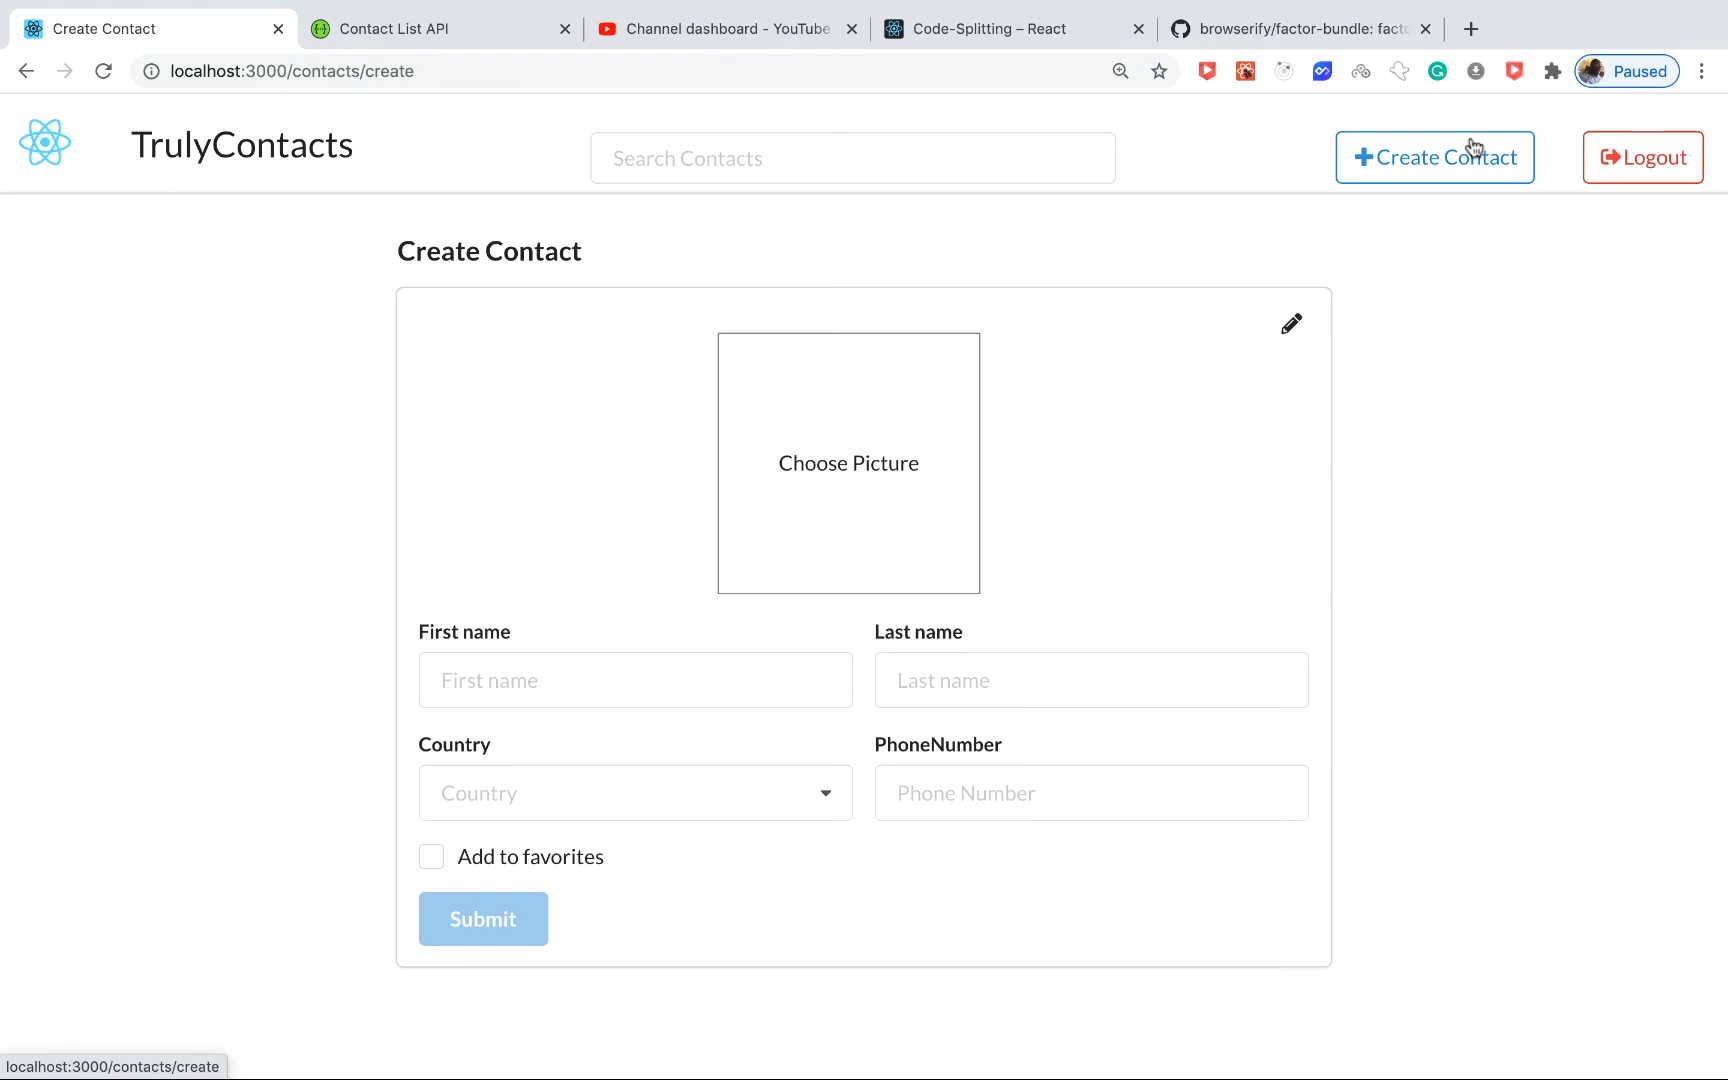 Create Contact
Contact List API
Channel dashboard - YouTube
Code-Splitting – React
browserify/factor-bundle: facto
localhost:3000/contacts/create
Paused
TrulyContacts
Search Contacts
Create Contact
Logout
Create Contact
Choose Picture
First name
Last name
First name
Last name
Country
PhoneNumber
Country
Phone Number
Add to favorites
Submit
localhost:3000/contacts/create